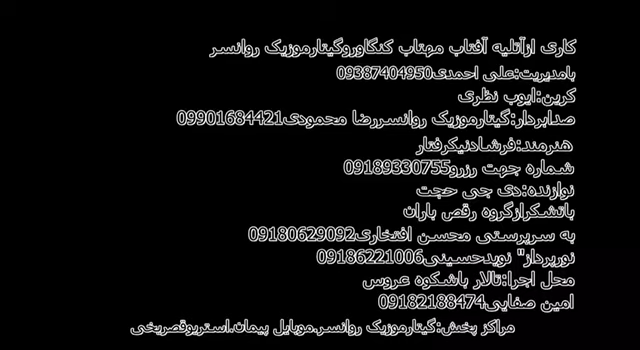 کاری ازآتلیه آفتاب مهتاب کنگاوروگیتارموزیک روانسر
بامدیریت:علی احمدی09387404950
کرین:ایوب نظری
صدابردار:گیتارموزیک روانسررضا محمودی09901684421
هنرمند:فرشادنیکرفتار
شماره جهت رزرو09189330755
نوازنده:دی جی حجت
باتشکرازگروه رقص باران
به سرپرستی محسن افتخاری09180629092
نورپرداز" نویدحسینی09186221006
محل اجرا:تالار باشکوه عروس
امین صفایی09182188474
مراکز پخش:گیتارموزیک روانسر.موبایل پیمان.استریوقصریخی